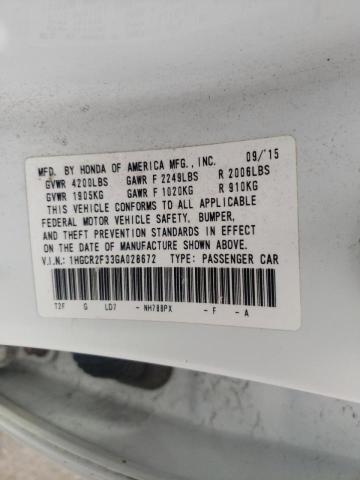 MFD. BY HONDA OF AMERICA MFG., INC. 09/'15
GVWR 4200LBS GAWR F 2249LBS R 2006LBS
GVWR 1905KG GAWR F 1020KG R 910KG
THIS VEHICLE CONFORMS TO ALL APPLICABLE
FEDERAL MOTOR VEHICLE SAFETY, BUMPER,
AND THEFT PREVENTION STANDARDS IN EFFECT
ON THE DATE OF MANUFACTURE SHOWN ABOVE.
V.I.N.: 1HGCR2F33GA028672 TYPE: PASSENGER CAR
T2F G LD7 - NH788PX - F - A